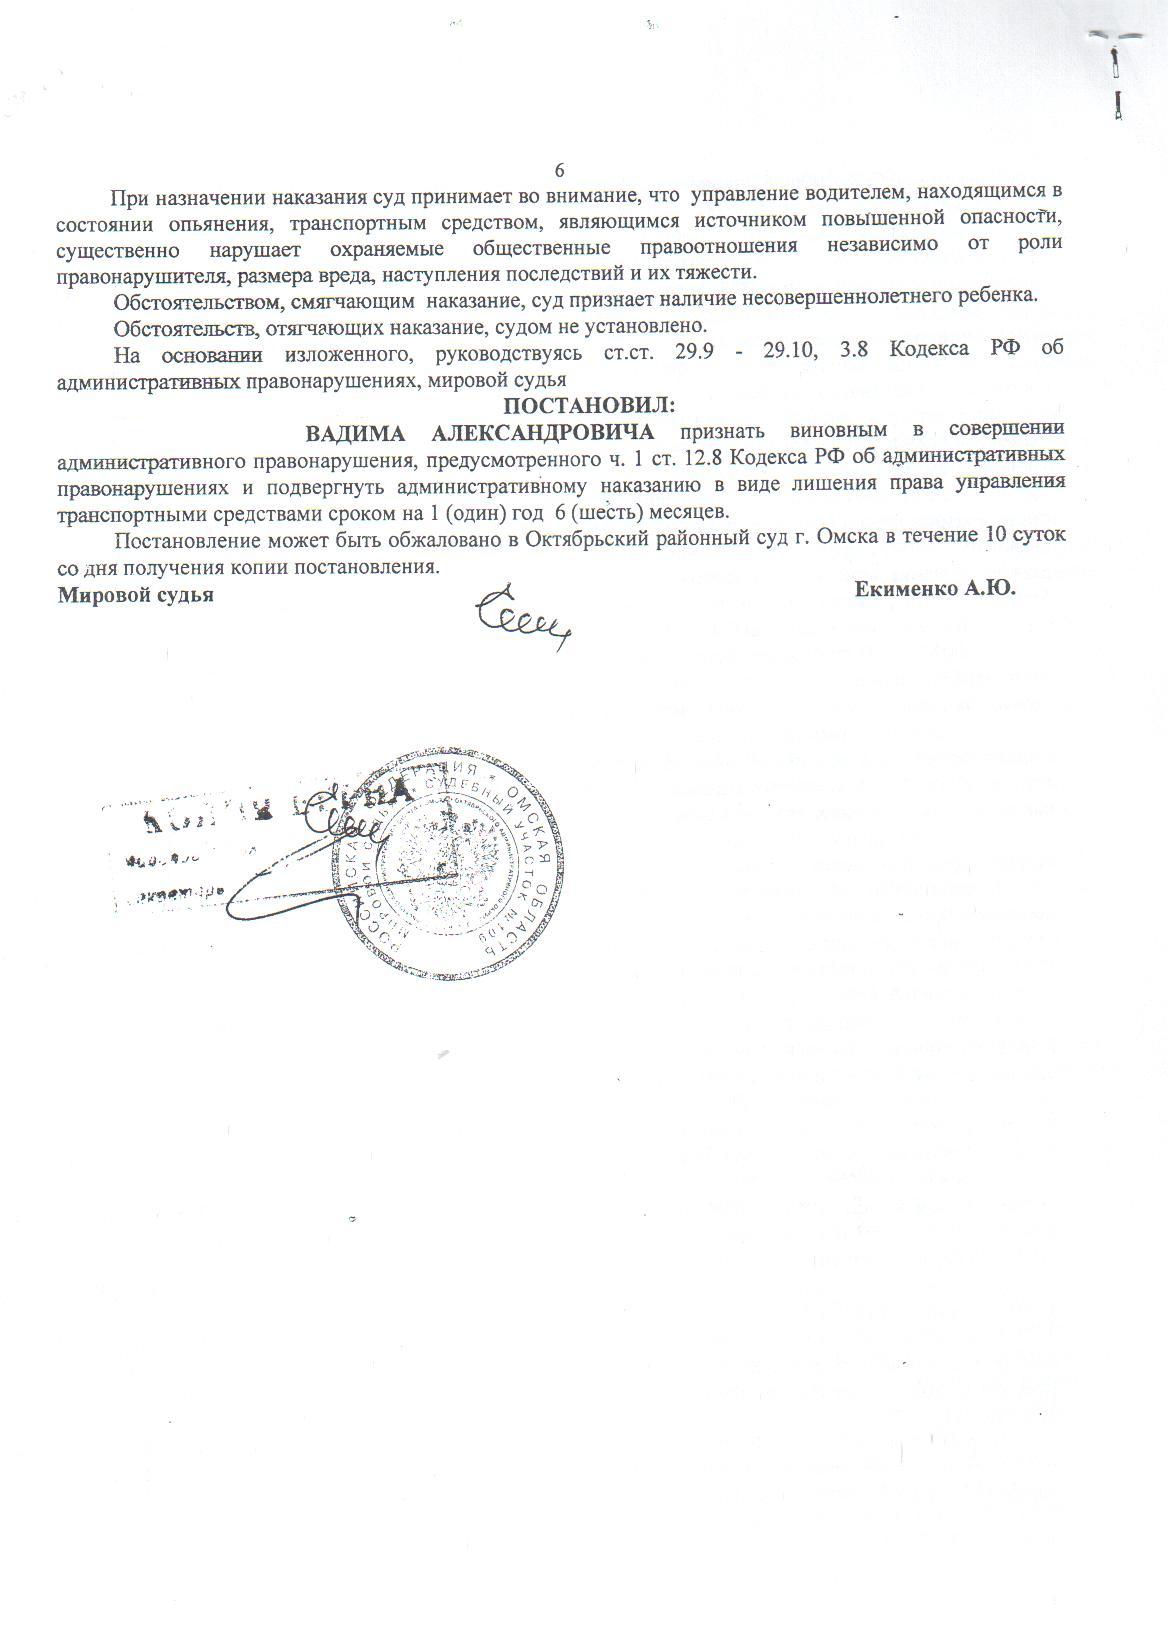 6
При назначении наказания суд принимает во внимание, что управление водителем, находящимся в
состоянии опьянения, транспортным средством, являющимся источником повышенной опасности,
существенно нарушает охраняемые общественные правоотношения независимо от роли
правонарушителя, размера вреда, наступления последствий и их тяжести.
Обстоятельством, смягчающим наказание, суд признает наличие несовершеннолетнего ребенка.
Обстоятельств, отягчающих наказание, судом не установлено.
На основании изложенного, руководствуясь ст.ст. 29.9 - 29.10, 3.8 Кодекса РФ об
административных правонарушениях, мировой судья
ПОСТАНОВИЛ:
ВАДИМА АЛЕКСАНДРОВИЧА признать виновным в совершении
административного правонарушения, предусмотренного ч. 1 ст. 12.8 Кодекса РФ об административных
правонарушениях и подвергнуть административному наказанию в виде лишения права управления
транспортными средствами сроком на 1 (один) год 6 (шесть) месяцев.
Постановление может быть обжаловано в Октябрьский районный суд г. Омска в течение 10 суток
со дня получения копии постановления.
Мировой судья Екименко А.Ю.
КОПИЯ ВЕРНА
РОССИЙСКАЯ ФЕДЕРАЦИЯ * ОМСКАЯ ОБЛАСТЬ
МИРОВОЙ СУДЬЯ * СУДЕБНЫЙ УЧАСТОК № 109